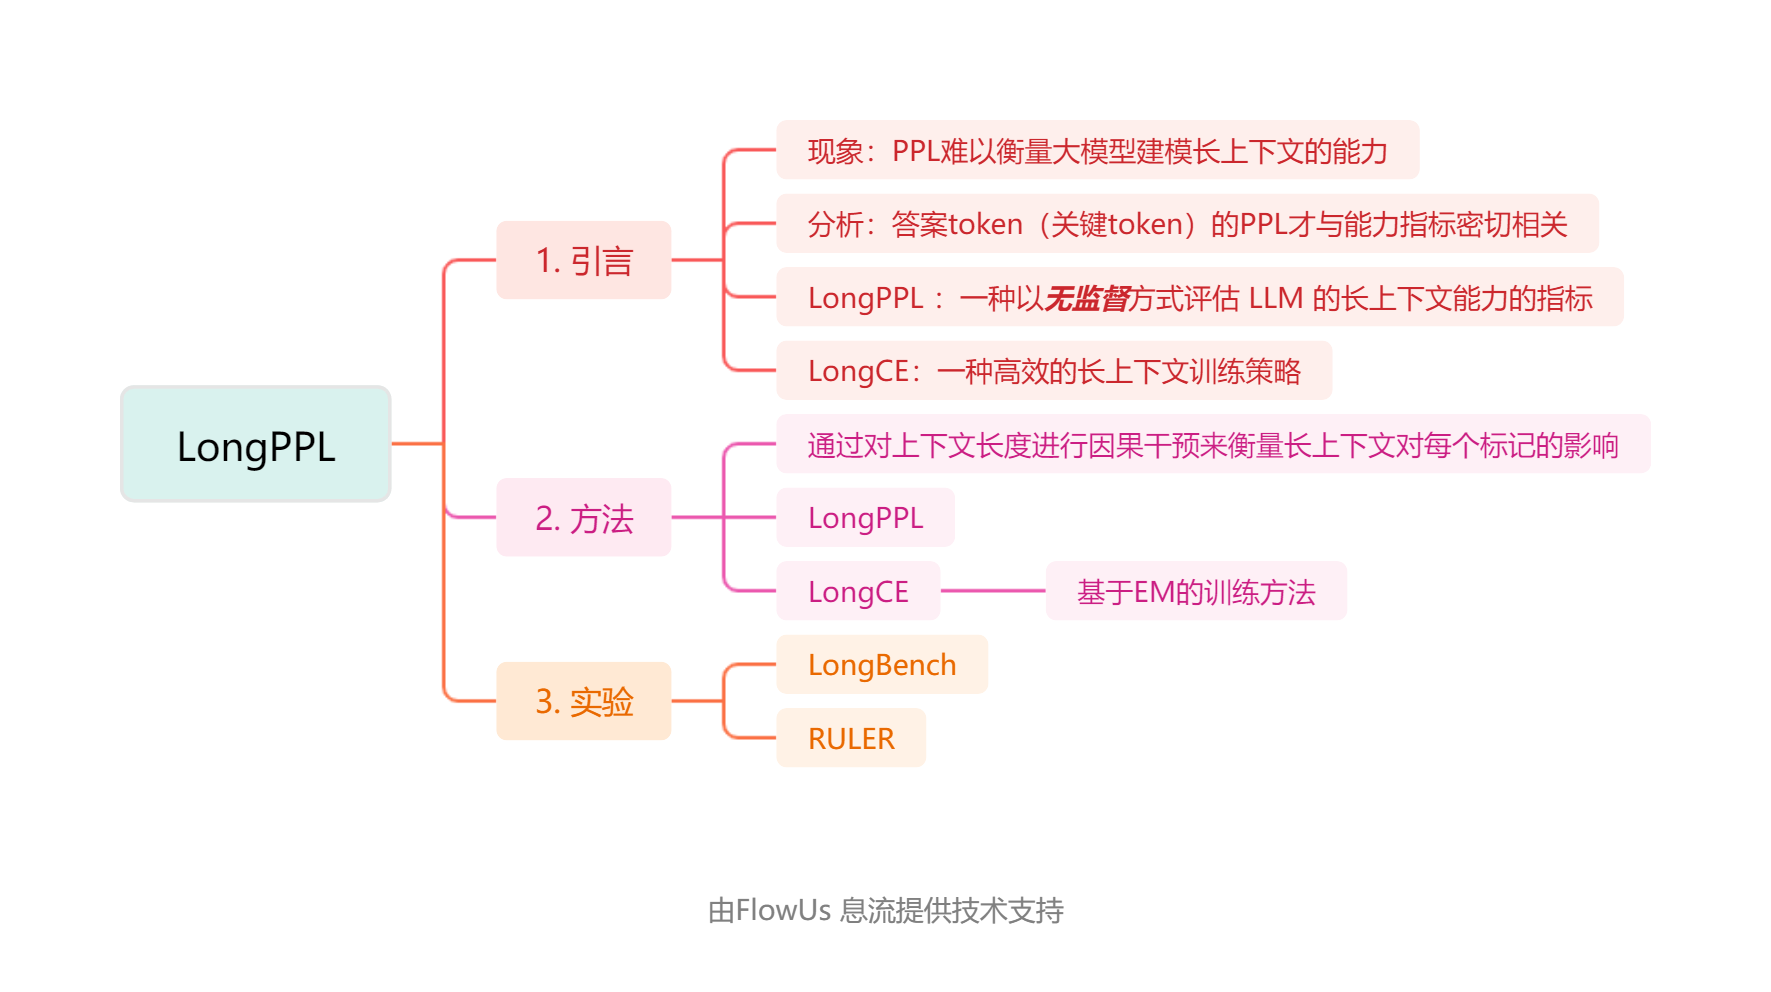 LongPPL
1. 引言
现象：PPL难以衡量大模型建模长上下文的能力
分析：答案token（关键token）的PPL才与能力指标密切相关
LongPPL ：一种以无监督方式评估 LLM 的长上下文能力的指标
LongCE：一种高效的长上下文训练策略
2. 方法
通过对上下文长度进行因果干预来衡量长上下文对每个标记的影响
LongPPL
LongCE
基于EM的训练方法
3. 实验
LongBench
RULER
由FlowUs 息流提供技术支持